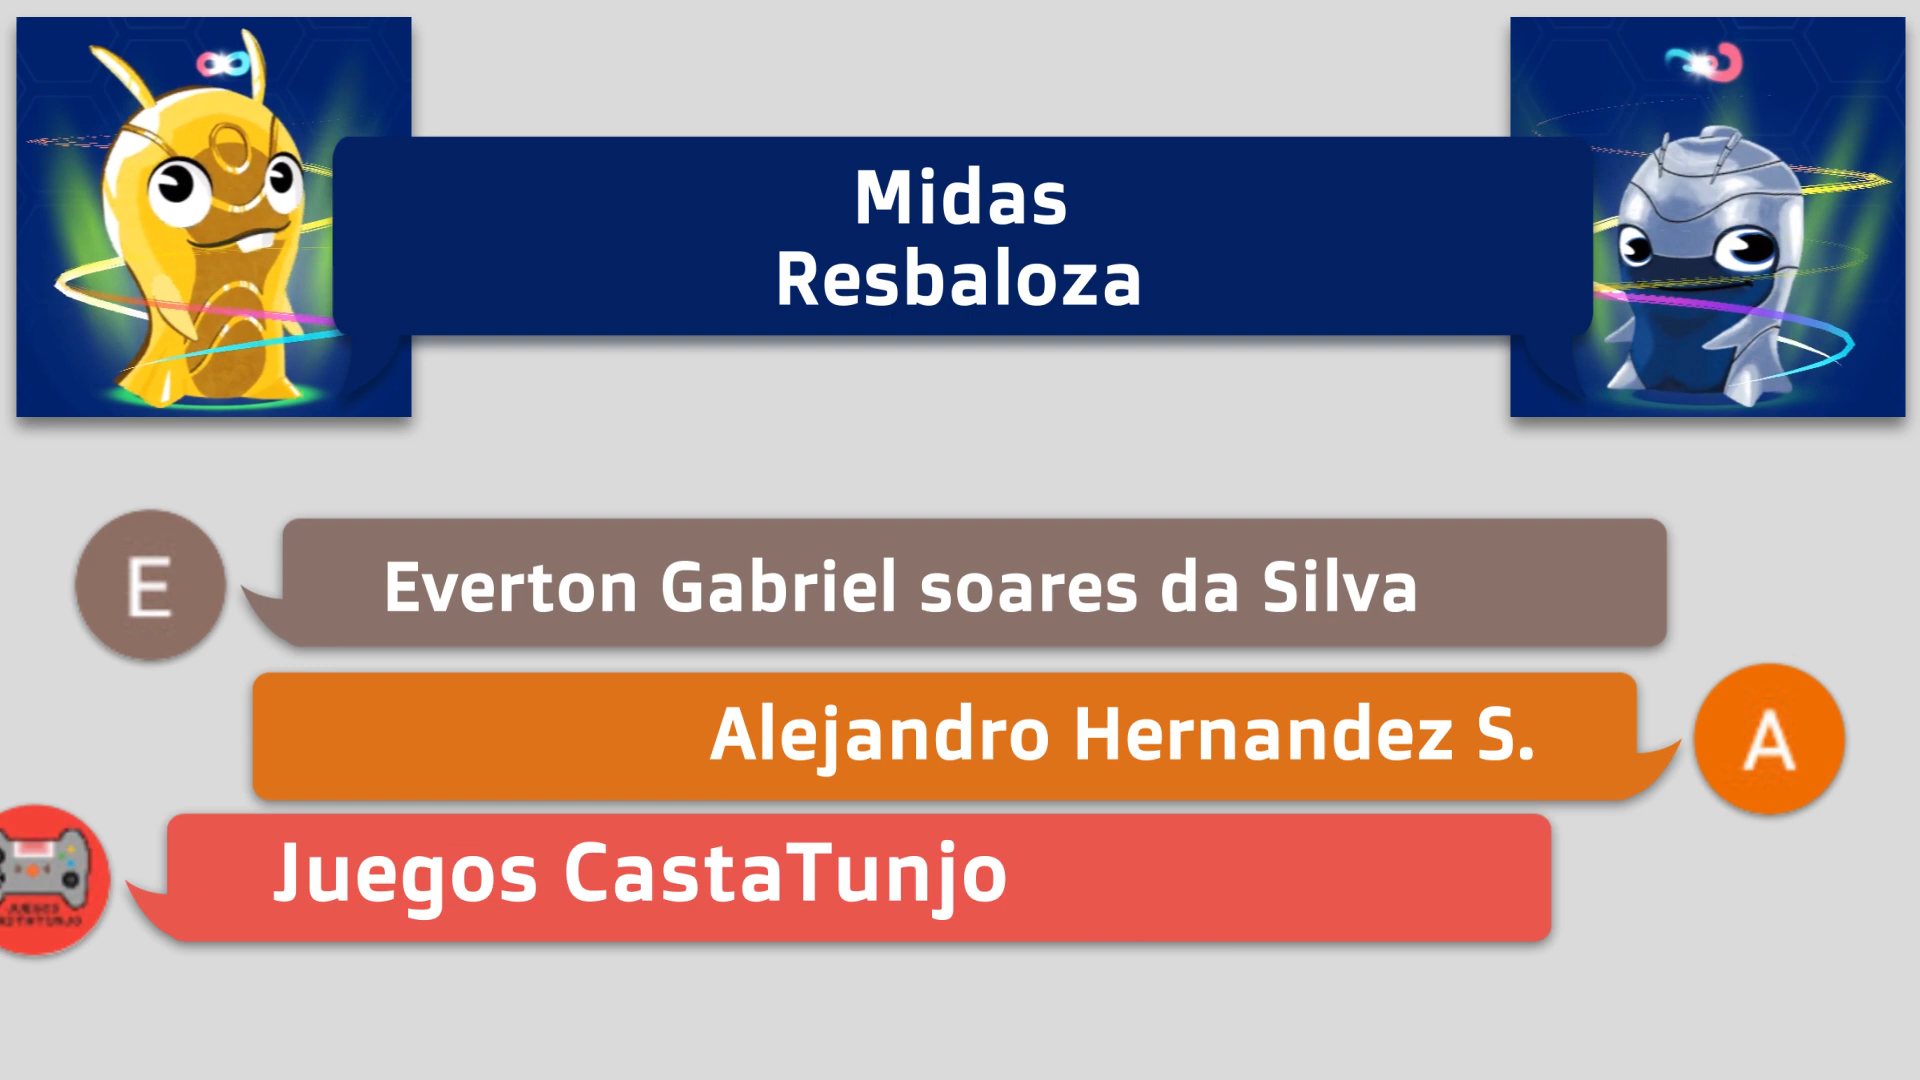 Midas
Resbaloza
E
Everton Gabriel soares da Silva
Alejandro Hernandez S.
A
Juegos CastaTunjo